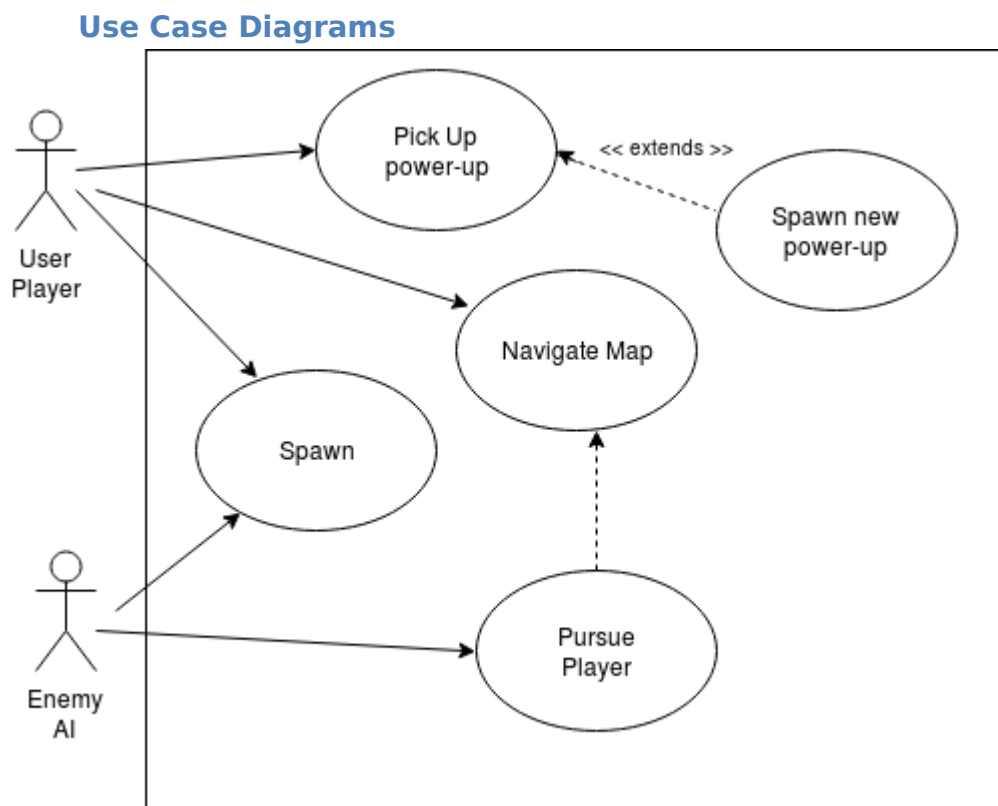 Use Case Diagrams
Pick Up
power-up
<< extends >>
Spawn new
power-up
User
Player
Navigate Map
Spawn
Pursue
Player
Enemy
AI